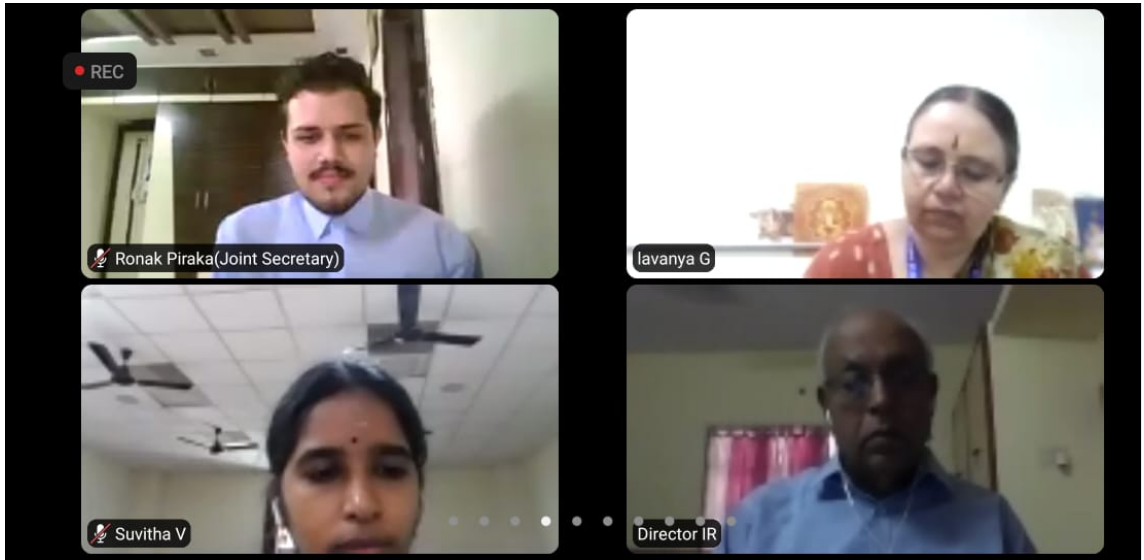 REC
Ronak Piraka(Joint Secretary)
lavanya G
Suvitha V
Director IR